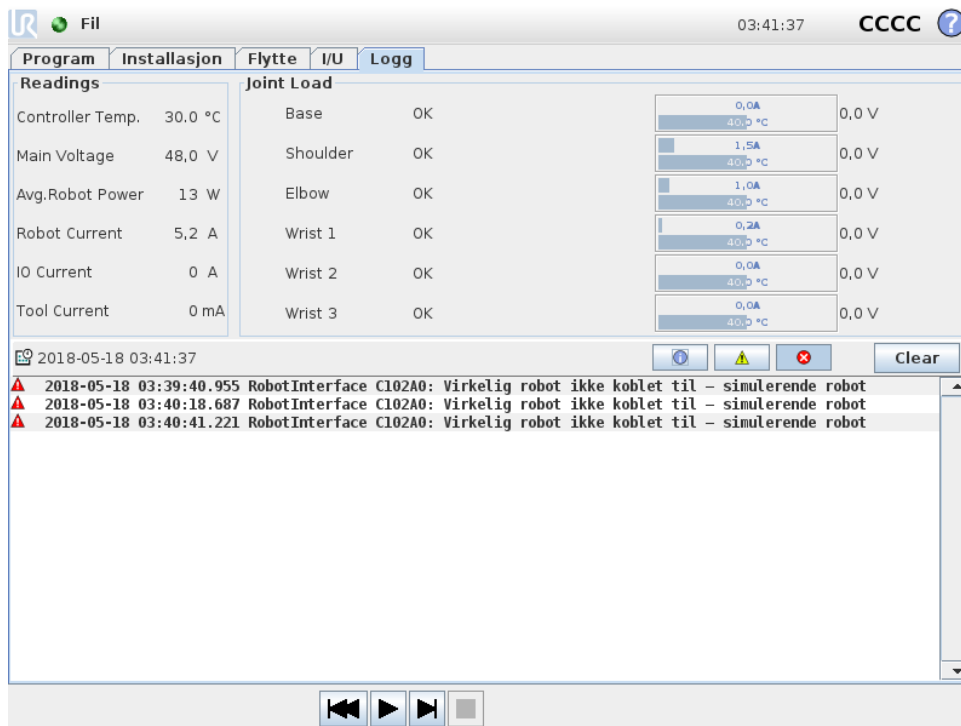 UR Fil 03:41:37 CCCC ?
Program Installasjon Flytte I/U Logg
Readings
Controller Temp. 30.0 °C
Main Voltage 48,0 V
Avg.Robot Power 13 W
Robot Current 5,2 A
IO Current 0 A
Tool Current 0 mA
Joint Load
Base OK 0,0A 40,0 °C 0,0 V
Shoulder OK 1,5A 40,0 °C 0,0 V
Elbow OK 1,0A 40,0 °C 0,0 V
Wrist 1 OK 0,2A 40,0 °C 0,0 V
Wrist 2 OK 0,0A 40,0 °C 0,0 V
Wrist 3 OK 0,0A 40,0 °C 0,0 V
2018-05-18 03:41:37 Clear
2018-05-18 03:39:40.955 RobotInterface C102A0: Virkelig robot ikke koblet til – simulerende robot
2018-05-18 03:40:18.687 RobotInterface C102A0: Virkelig robot ikke koblet til – simulerende robot
2018-05-18 03:40:41.221 RobotInterface C102A0: Virkelig robot ikke koblet til – simulerende robot